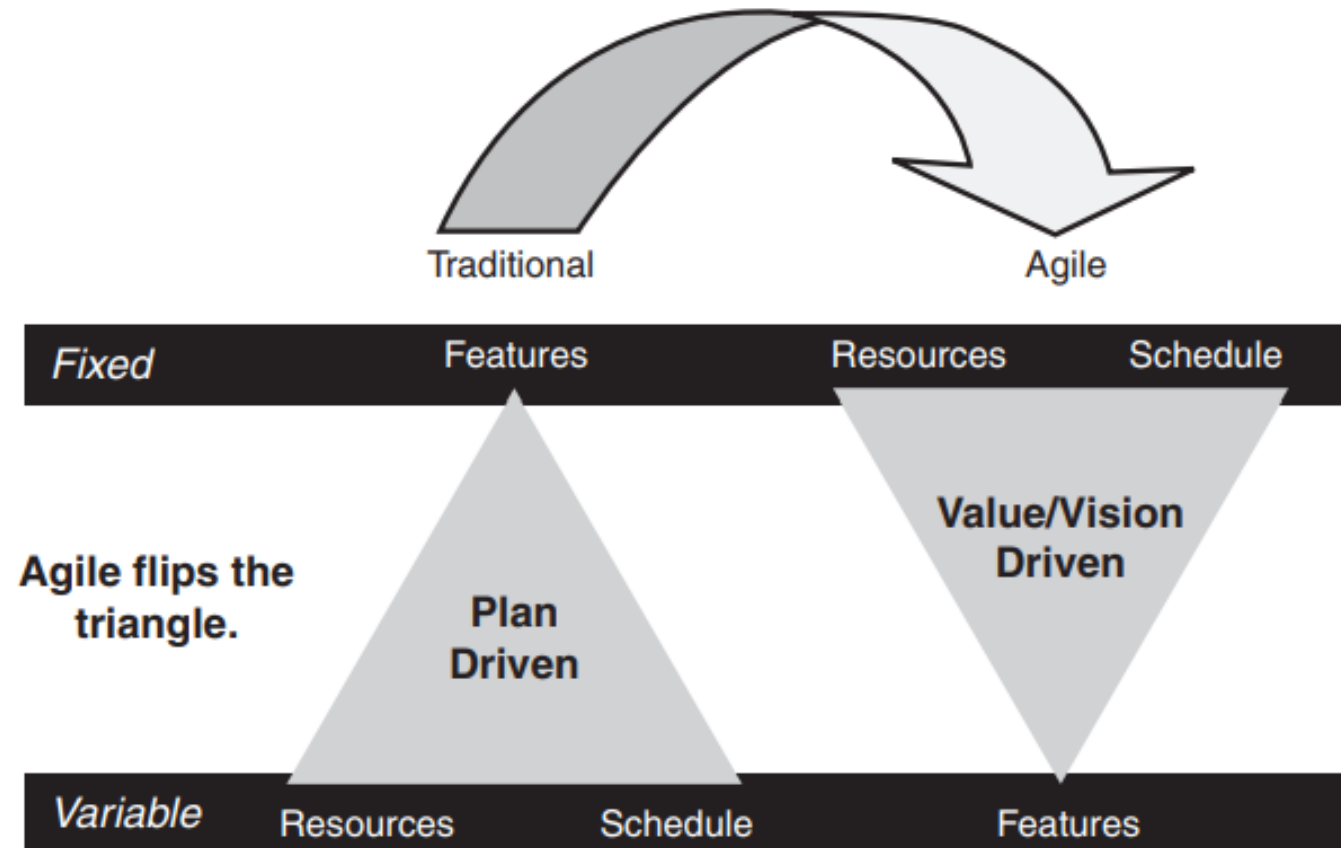 Traditional
Agile
Fixed
Features
Resources
Schedule
Agile flips the
triangle.
Plan
Driven
Value/Vision
Driven
Variable
Resources
Schedule
Features